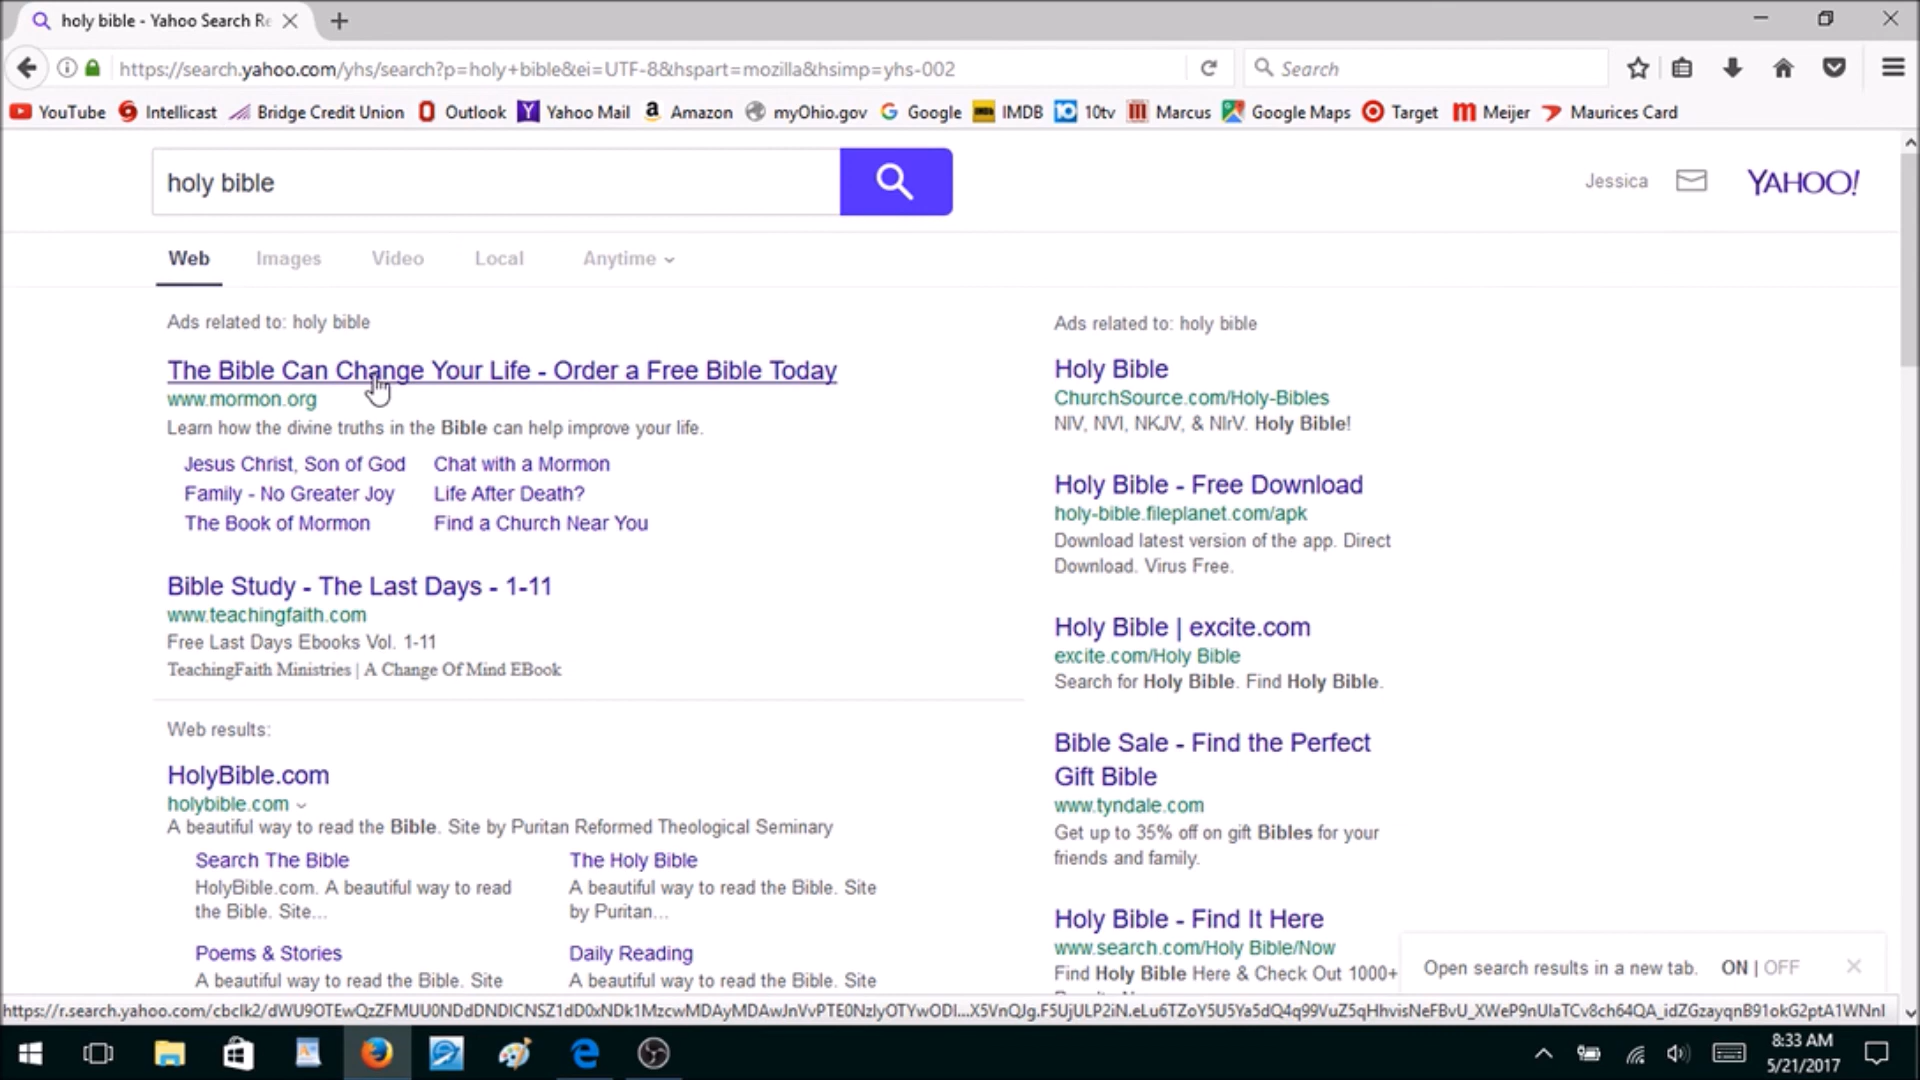 holy bible - Yahoo Search Re
https://search.yahoo.com/yhs/search?p=holy+bible&ei=UTF-8&hspart=mozilla&hsimp=yhs-002
Search
YouTube Intellicast Bridge Credit Union Outlook Yahoo Mail Amazon myOhio.gov Google IMDB 10tv Marcus Google Maps Target Meijer Maurices Card
holy bible
Jessica
YAHOO!
Web Images Video Local Anytime
Ads related to: holy bible
The Bible Can Change Your Life - Order a Free Bible Today
www.mormon.org
Learn how the divine truths in the Bible can help improve your life.
Jesus Christ, Son of God Chat with a Mormon
Family - No Greater Joy Life After Death?
The Book of Mormon Find a Church Near You
Bible Study - The Last Days - 1-11
www.teachingfaith.com
Free Last Days Ebooks Vol. 1-11
TeachingFaith Ministries | A Change Of Mind EBook
Web results:
HolyBible.com
holybible.com
A beautiful way to read the Bible. Site by Puritan Reformed Theological Seminary
Search The Bible
HolyBible.com. A beautiful way to read
the Bible. Site...
The Holy Bible
A beautiful way to read the Bible. Site
by Puritan...
Poems & Stories
A beautiful way to read the Bible. Site
Daily Reading
A beautiful way to read the Bible. Site
Ads related to: holy bible
Holy Bible
ChurchSource.com/Holy-Bibles
NIV, NVI, NKJV, & NIrV. Holy Bible!
Holy Bible - Free Download
holy-bible.fileplanet.com/apk
Download latest version of the app. Direct
Download. Virus Free.
Holy Bible | excite.com
excite.com/Holy Bible
Search for Holy Bible. Find Holy Bible.
Bible Sale - Find the Perfect
Gift Bible
www.tyndale.com
Get up to 35% off on gift Bibles for your
friends and family.
Holy Bible - Find It Here
www.search.com/Holy Bible/Now
Find Holy Bible Here & Check Out 1000+
Open search results in a new tab. ON | OFF
8:33 AM
5/21/2017